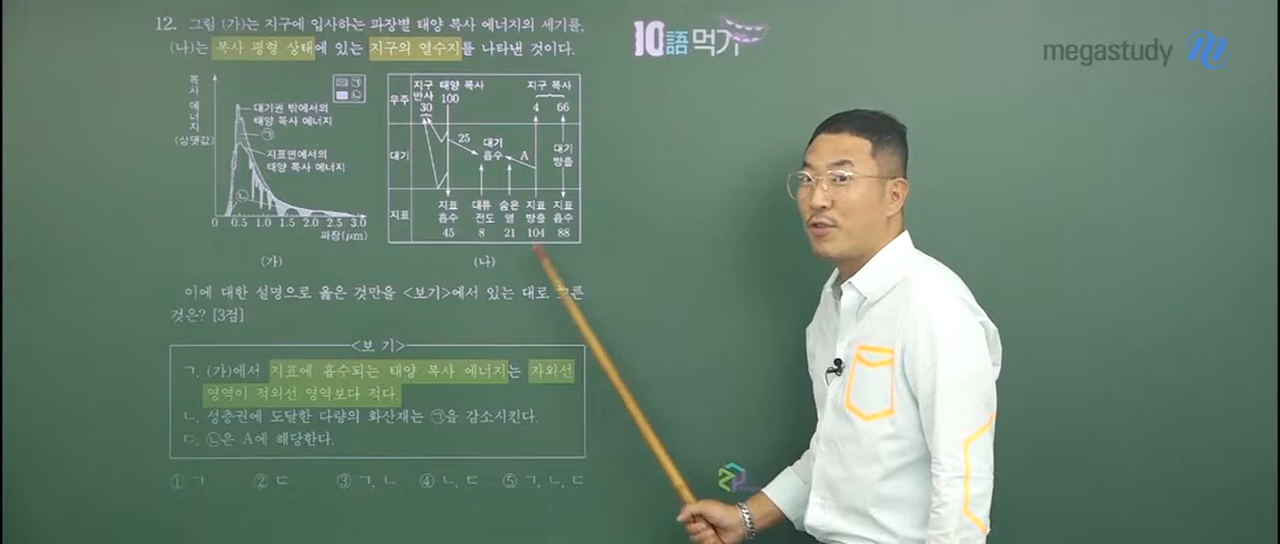 12. 그림 (가)는 지구에 입사하는 파장별 태양 복사 에너지의 세기를,
(나)는 복사 평형 상태에 있는 지구의 열수지를 나타낸 것이다.
10語 먹기
megastudy
복사 에너지 (상댓값)
㉠
㉡
대기권 밖에서의
태양 복사 에너지
㉠
지표면에서의
태양 복사 에너지
㉡
0 0.5 1.0 1.5 2.0 2.5 3.0
파장(μm)
(가)
지구 태양 복사 지구 복사
우주 반사 100
30 4 66
대기 25 대기 흡수 A 대기 방출
지표 지표 흡수 대류 전도 숨은 열 지표 방출 지표 흡수
45 8 21 104 88
(나)
이에 대한 설명으로 옳은 것만을 <보기>에서 있는 대로 고른
것은? [3점]
<보 기>
ㄱ. (가)에서 지표에 흡수되는 태양 복사 에너지는 자외선
영역이 적외선 영역보다 적다.
ㄴ. 성층권에 도달한 다량의 화산재는 ㉠을 감소시킨다.
ㄷ. ㉡은 A에 해당한다.
① ㄱ ② ㄷ ③ ㄱ, ㄴ ④ ㄴ, ㄷ ⑤ ㄱ, ㄴ, ㄷ